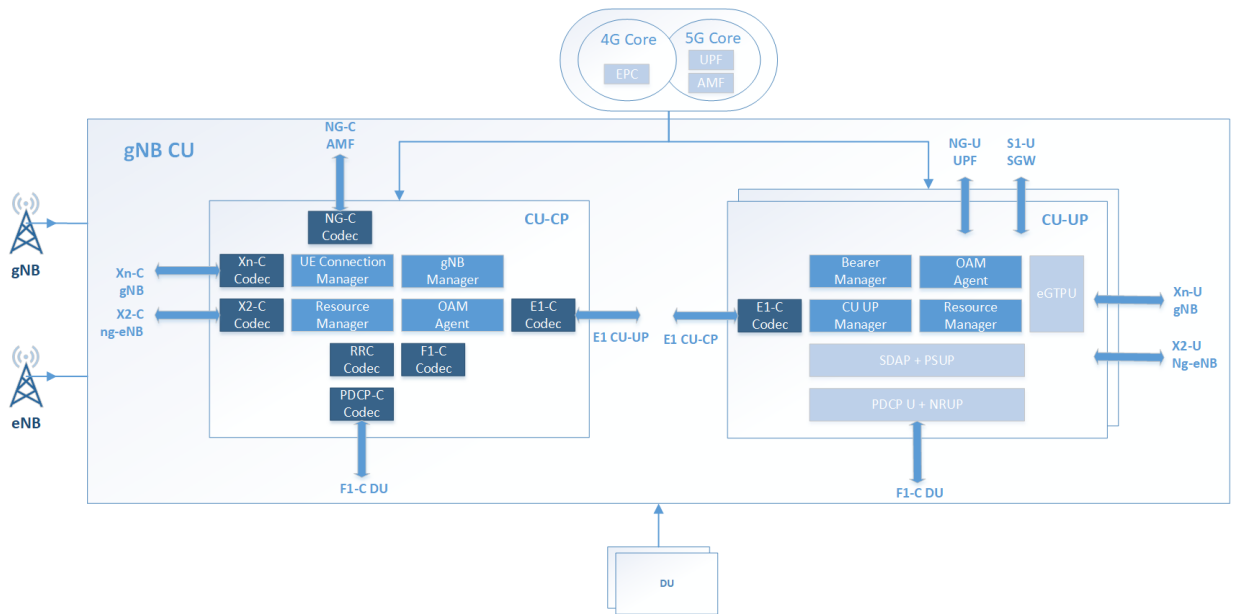 4G Core
5G Core
EPC
UPF
AMF
gNB CU
NG-C
AMF
NG-U
UPF
S1-U
SGW
gNB
eNB
CU-CP
NG-C
Codec
Xn-C
gNB
Xn-C
Codec
UE Connection
Manager
gNB
Manager
X2-C
ng-eNB
X2-C
Codec
Resource
Manager
OAM
Agent
E1-C
Codec
E1 CU-UP
RRC
Codec
F1-C
Codec
PDCP-C
Codec
F1-C DU
CU-UP
Bearer
Manager
OAM
Agent
eGTPU
E1 CU-CP
E1-C
Codec
CU UP
Manager
Resource
Manager
Xn-U
gNB
SDAP + PSUP
X2-U
Ng-eNB
PDCP U + NRUP
F1-C DU
DU